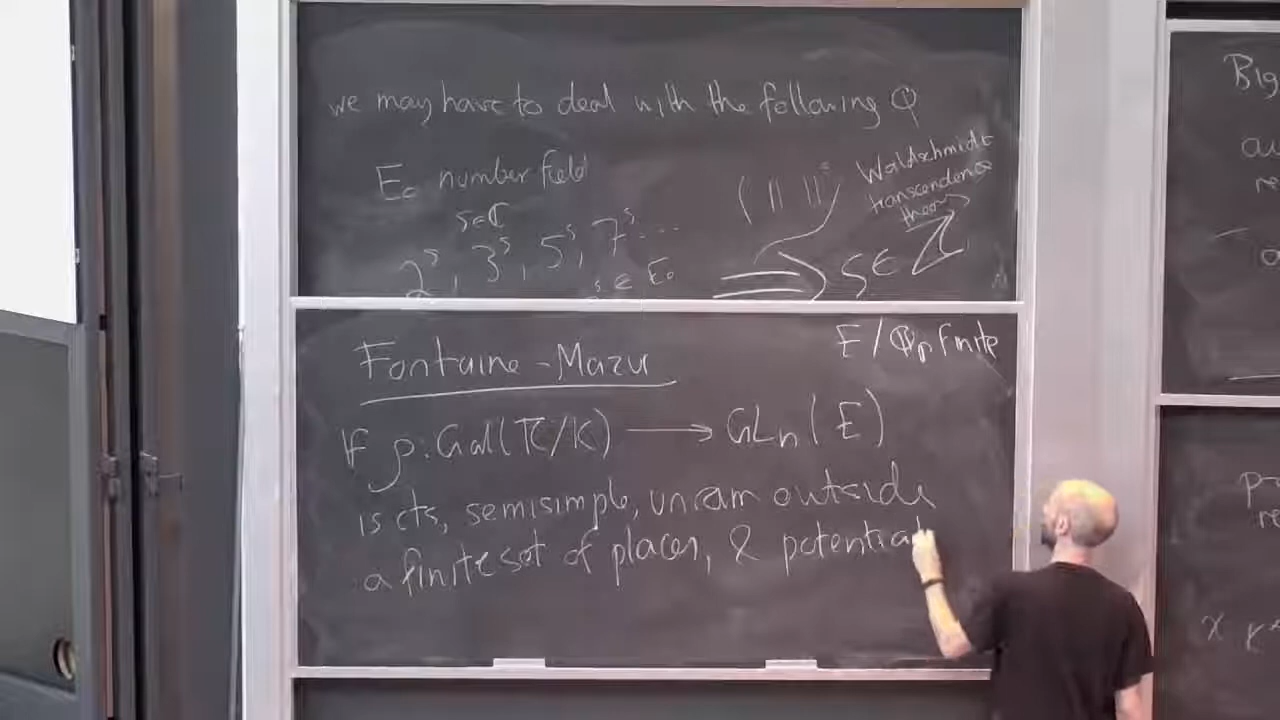 we may have to deal with the following Q
E₀ number field
s∈ℂ
2ˢ, 3ˢ, 5ˢ, 7ˢ ...
∈ E₀
( || || )
⟹ s∈ℤ
Waldschmidt
transcendence
theory
Fontaine-Mazur
E/ℚₚ finite
If ρ: Gal(K̄/K) ⟶ GLₙ(E)
is cts, semisimple, unram outside
a finite set of places, & potential
Big